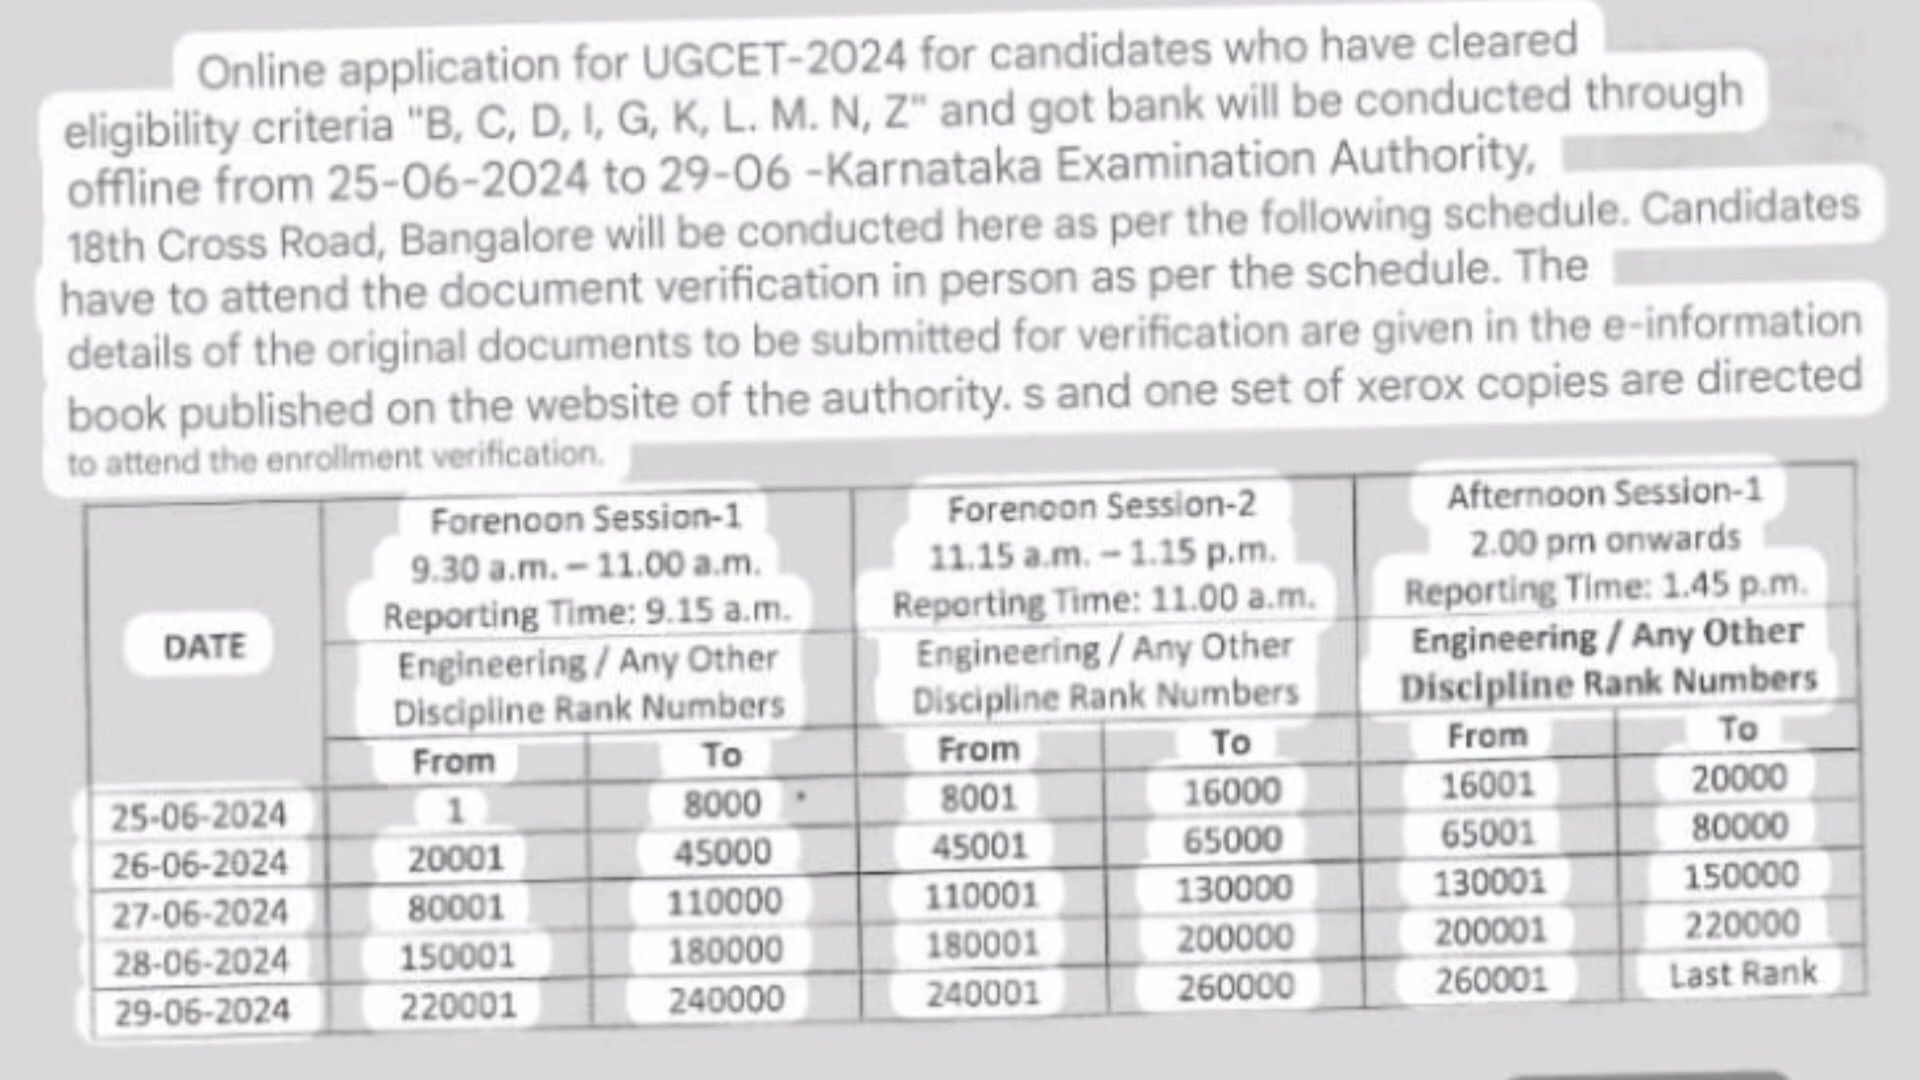 Online application for UGCET-2024 for candidates who have cleared
eligibility criteria "B, C, D, I, G, K, L. M. N, Z" and got bank will be conducted through
offline from 25-06-2024 to 29-06 -Karnataka Examination Authority,
18th Cross Road, Bangalore will be conducted here as per the following schedule. Candidates
have to attend the document verification in person as per the schedule. The
details of the original documents to be submitted for verification are given in the e-information
book published on the website of the authority. s and one set of xerox copies are directed
to attend the enrollment verification.
DATE
Forenoon Session-1
9.30 a.m. – 11.00 a.m.
Reporting Time: 9.15 a.m.
Engineering / Any Other
Discipline Rank Numbers
Forenoon Session-2
11.15 a.m. – 1.15 p.m.
Reporting Time: 11.00 a.m.
Engineering / Any Other
Discipline Rank Numbers
Afternoon Session-1
2.00 pm onwards
Reporting Time: 1.45 p.m.
Engineering / Any Other
Discipline Rank Numbers
From To From To From To
25-06-2024 1 8000 8001 16000 16001 20000
26-06-2024 20001 45000 45001 65000 65001 80000
27-06-2024 80001 110000 110001 130000 130001 150000
28-06-2024 150001 180000 180001 200000 200001 220000
29-06-2024 220001 240000 240001 260000 260001 Last Rank